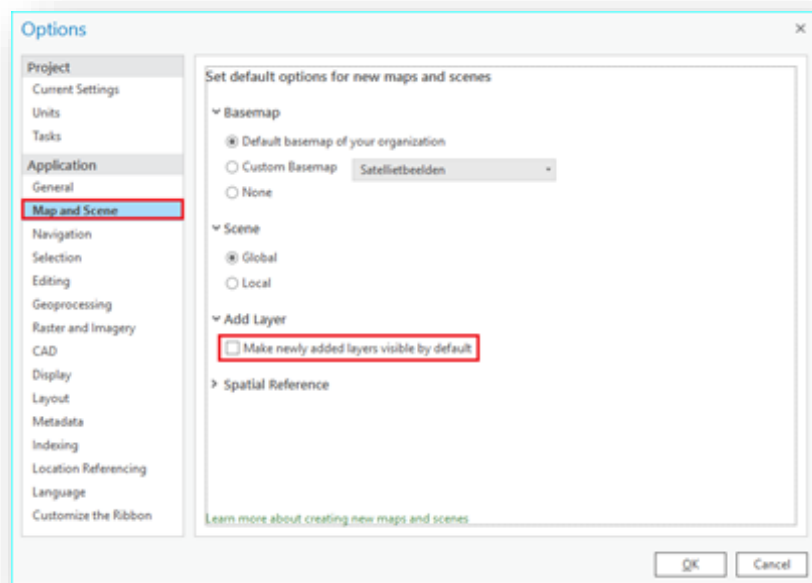 Options
Project
Current Settings
Units
Tasks
Application
General
Map and Scene
Navigation
Selection
Editing
Geoprocessing
Raster and Imagery
CAD
Display
Layout
Metadata
Indexing
Location Referencing
Language
Customize the Ribbon
Set default options for new maps and scenes
Basemap
Default basemap of your organization
Custom Basemap Satellietbeelden
None
Scene
Global
Local
Add Layer
Make newly added layers visible by default
Spatial Reference
Learn more about creating new maps and scenes
OK Cancel